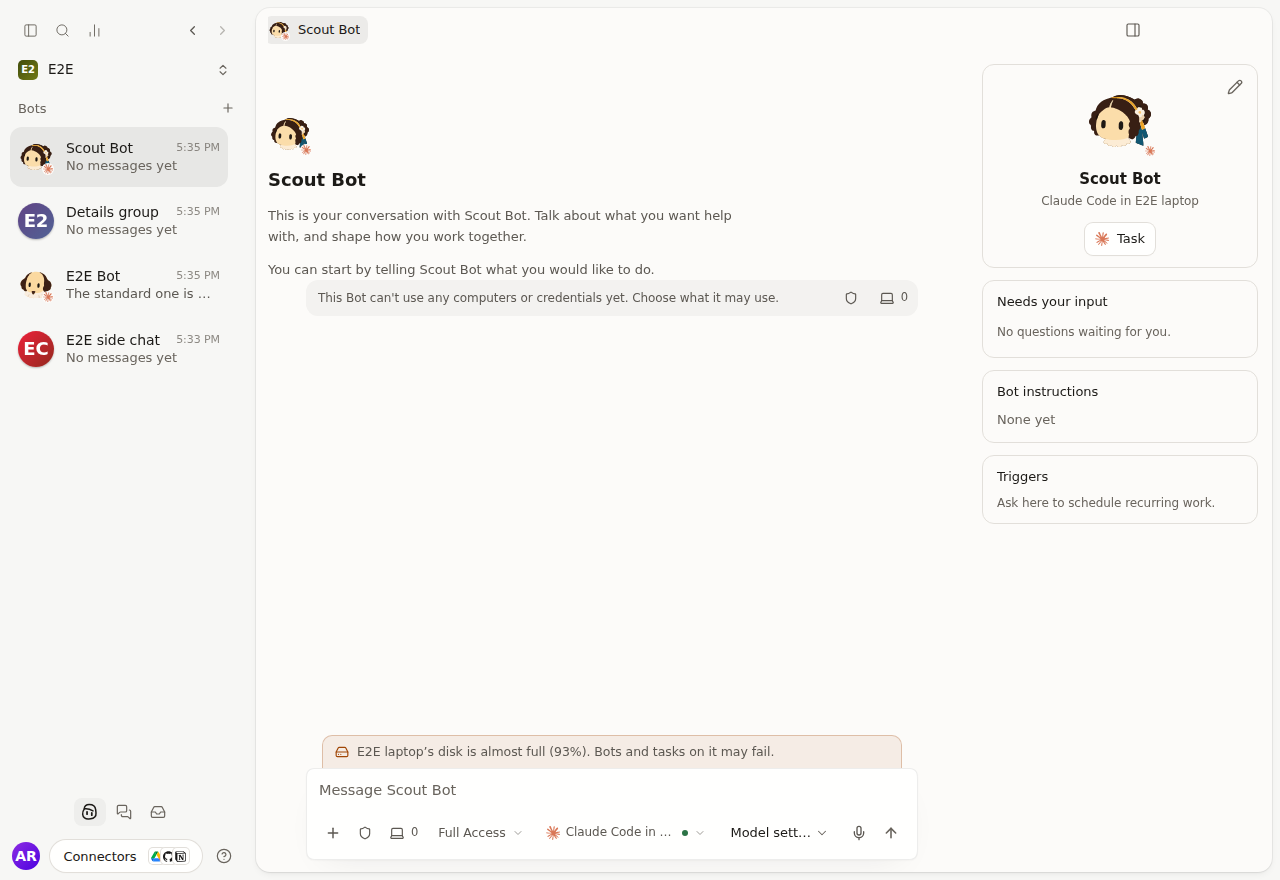 E2 E2E
Bots
Scout Bot 5:35 PM
No messages yet
E2 Details group 5:35 PM
No messages yet
E2E Bot 5:35 PM
The standard one is …
EC E2E side chat 5:33 PM
No messages yet
AR Connectors
Scout Bot
Scout Bot
This is your conversation with Scout Bot. Talk about what you want help
with, and shape how you work together.
You can start by telling Scout Bot what you would like to do.
This Bot can't use any computers or credentials yet. Choose what it may use. 0
E2E laptop’s disk is almost full (93%). Bots and tasks on it may fail.
Message Scout Bot
0 Full Access Claude Code in … Model sett…
Scout Bot
Claude Code in E2E laptop
Task
Needs your input
No questions waiting for you.
Bot instructions
None yet
Triggers
Ask here to schedule recurring work.